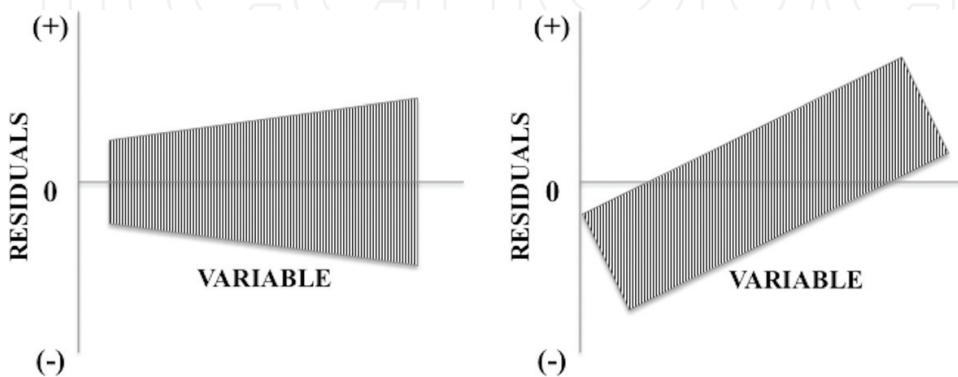 (+)
RESIDUALS
0
VARIABLE
(-)
(+)
RESIDUALS
0
VARIABLE
(-)